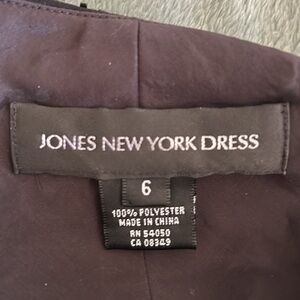 JONES NEW YORK DRESS
6
100% POLYESTER
MADE IN CHINA
RN 54050
CA 08349